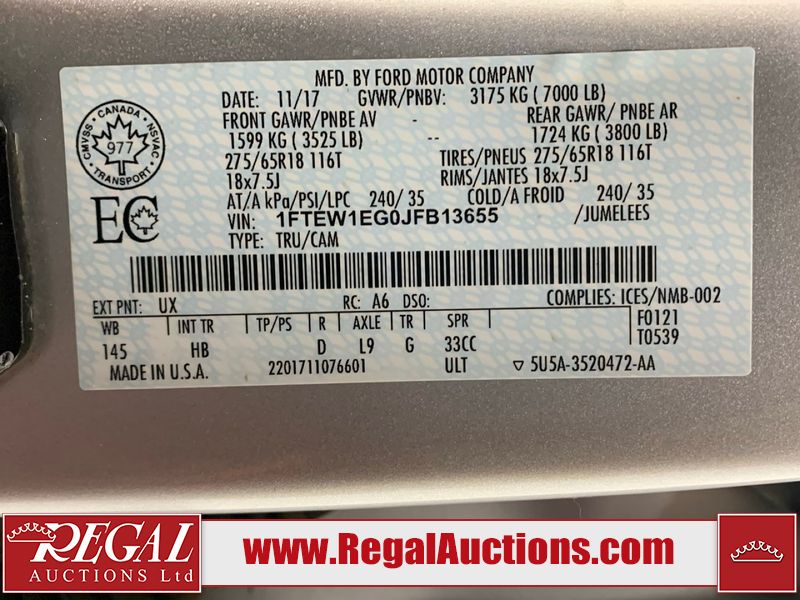 MFD. BY FORD MOTOR COMPANY
DATE: 11/17 GVWR/PNBV: 3175 KG ( 7000 LB)
FRONT GAWR/PNBE AV - REAR GAWR/ PNBE AR
1599 KG ( 3525 LB) -- 1724 KG ( 3800 LB)
275/65R18 116T TIRES/PNEUS 275/65R18 116T
18x7.5J RIMS/JANTES 18x7.5J
AT/A kPa/PSI/LPC 240/ 35 COLD/A FROID 240/ 35
VIN: 1FTEW1EG0JFB13655 /JUMELEES
TYPE: TRU/CAM
CANADA
CMVSS NSVAC
977
TRANSPORT
EC
EXT PNT: UX RC: A6 DSO: COMPLIES: ICES/NMB-002
WB INT TR TP/PS R AXLE TR SPR F0121
145 HB D L9 G 33CC T0539
MADE IN U.S.A. 2201711076601 ULT ▽ 5U5A-3520472-AA
REGAL
AUCTIONS Ltd
www.RegalAuctions.com